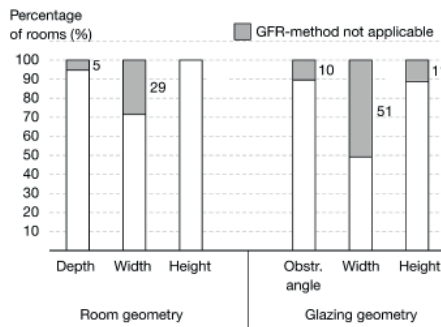 Percentage
of rooms (%)
GFR-method not applicable
100
90
80
70
60
50
40
30
20
10
5
29
10
51
Depth Width Height Obstr. angle Width Height
Room geometry Glazing geometry